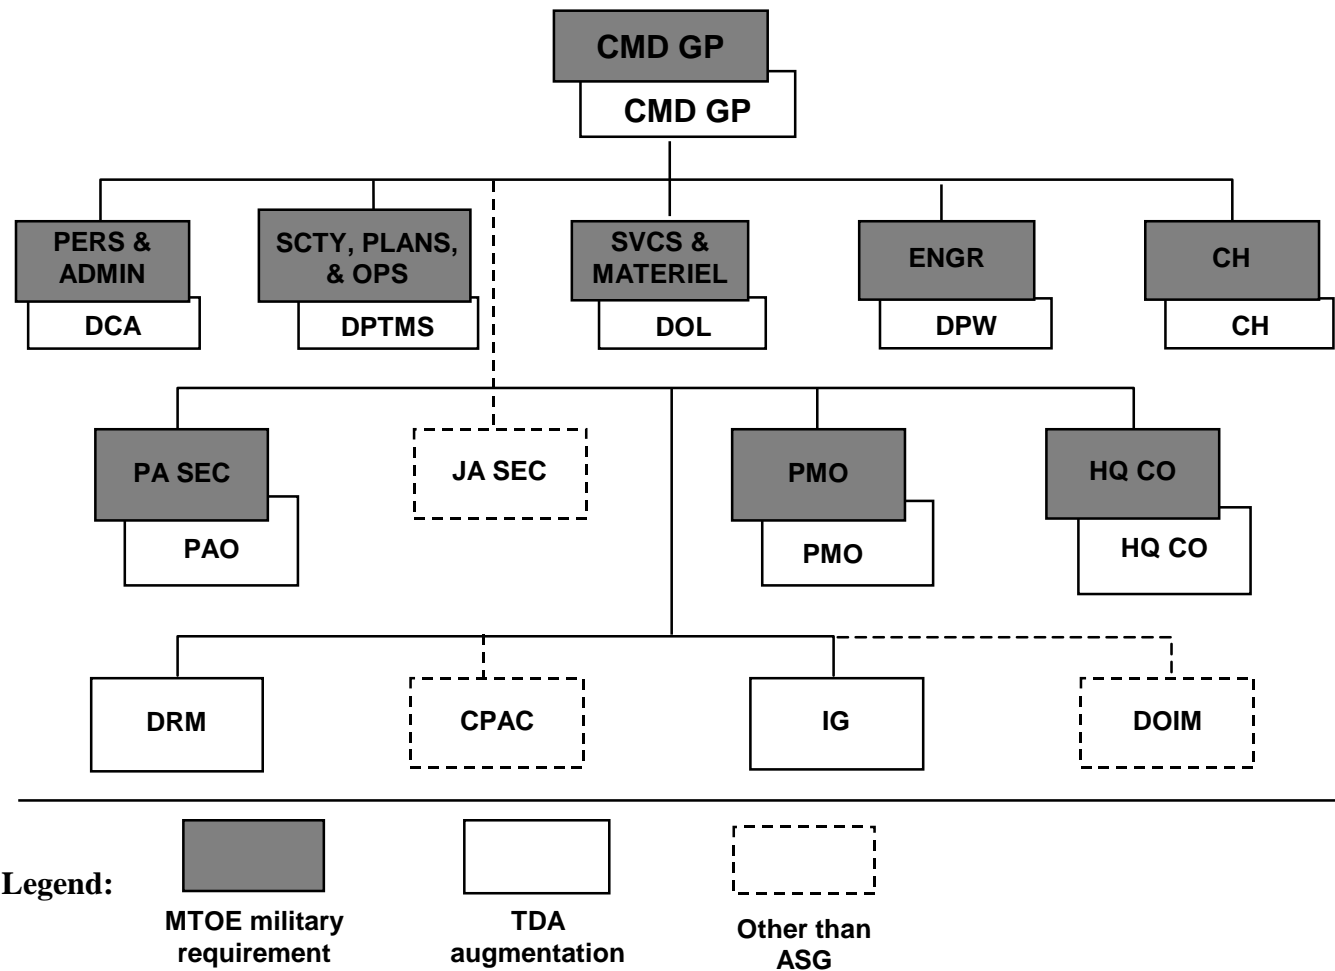 CMD GP
CMD GP
PERS &
ADMIN
DCA
SCTY, PLANS,
& OPS
DPTMS
SVCS &
MATERIEL
DOL
ENGR
DPW
CH
CH
PA SEC
PAO
JA SEC
PMO
PMO
HQ CO
HQ CO
DRM
CPAC
IG
DOIM
Legend:
MTOE military
requirement
TDA
augmentation
Other than
ASG